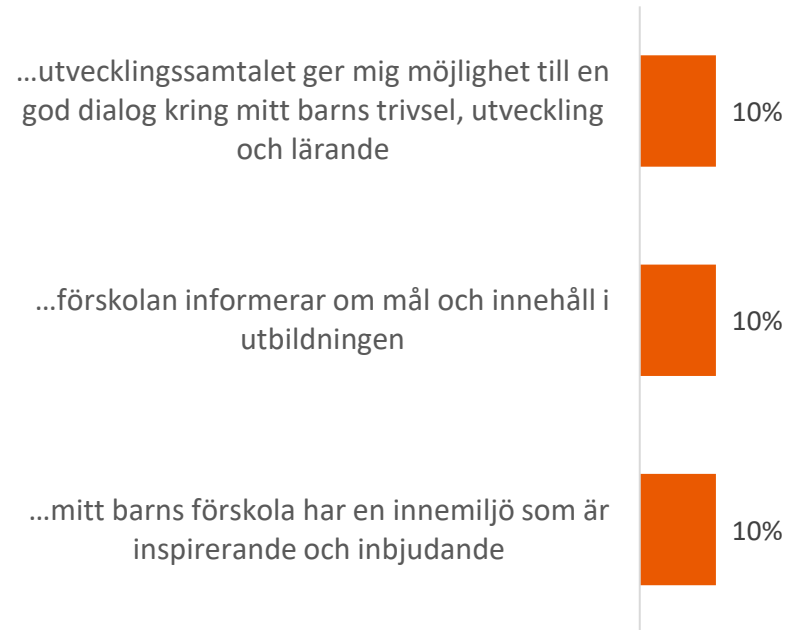 …utvecklingssamtalet ger mig möjlighet till en
god dialog kring mitt barns trivsel, utveckling
och lärande
10%
…förskolan informerar om mål och innehåll i
utbildningen
10%
…mitt barns förskola har en innemiljö som är
inspirerande och inbjudande
10%